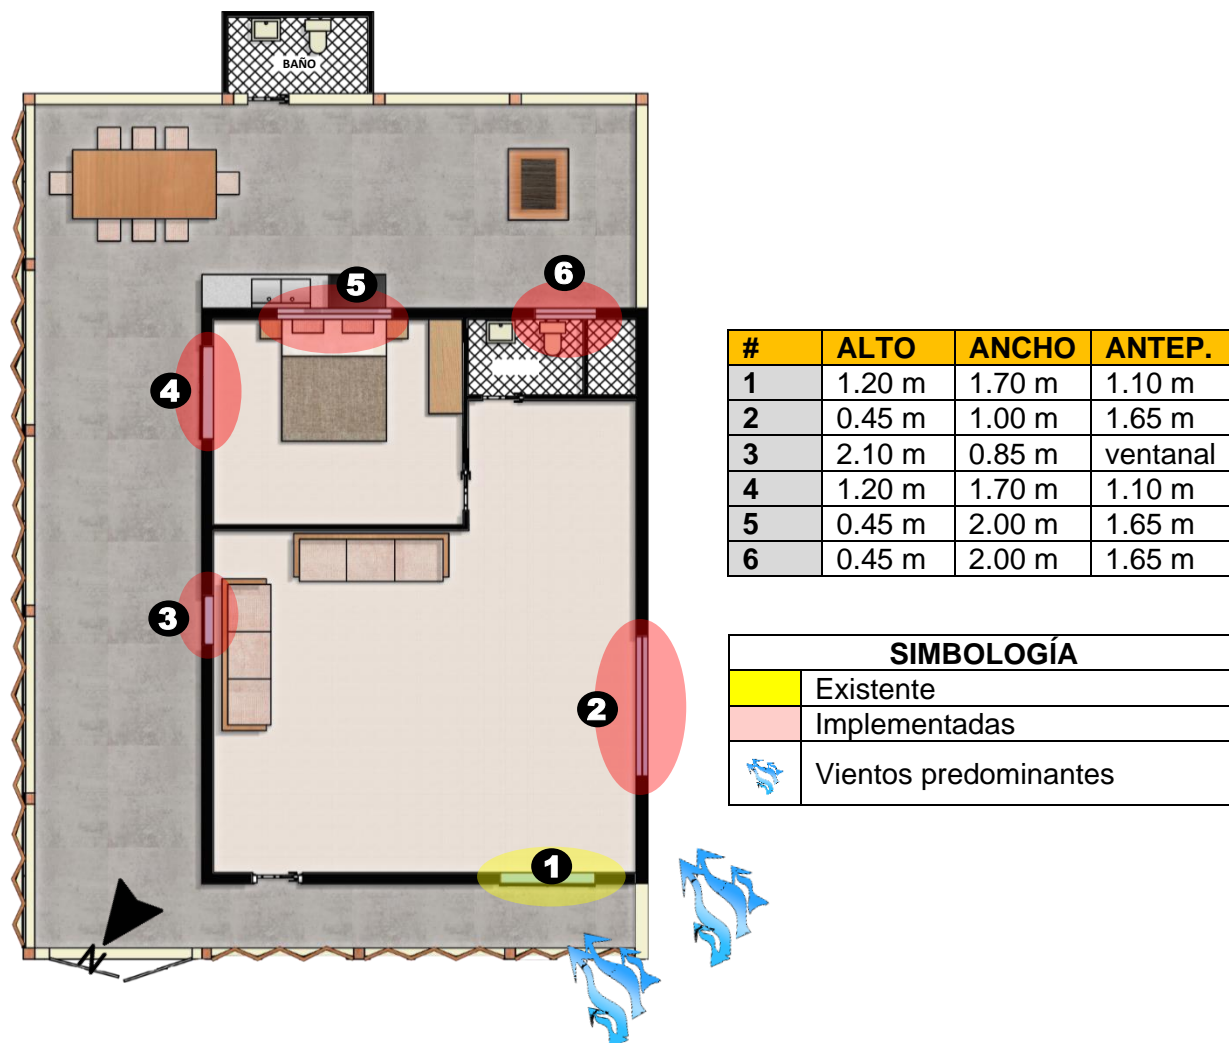 BAÑO
5
6
4
3
2
1
N
# ALTO ANCHO ANTEP.
1 1.20 m 1.70 m 1.10 m
2 0.45 m 1.00 m 1.65 m
3 2.10 m 0.85 m ventanal
4 1.20 m 1.70 m 1.10 m
5 0.45 m 2.00 m 1.65 m
6 0.45 m 2.00 m 1.65 m
SIMBOLOGÍA
Existente
Implementadas
Vientos predominantes